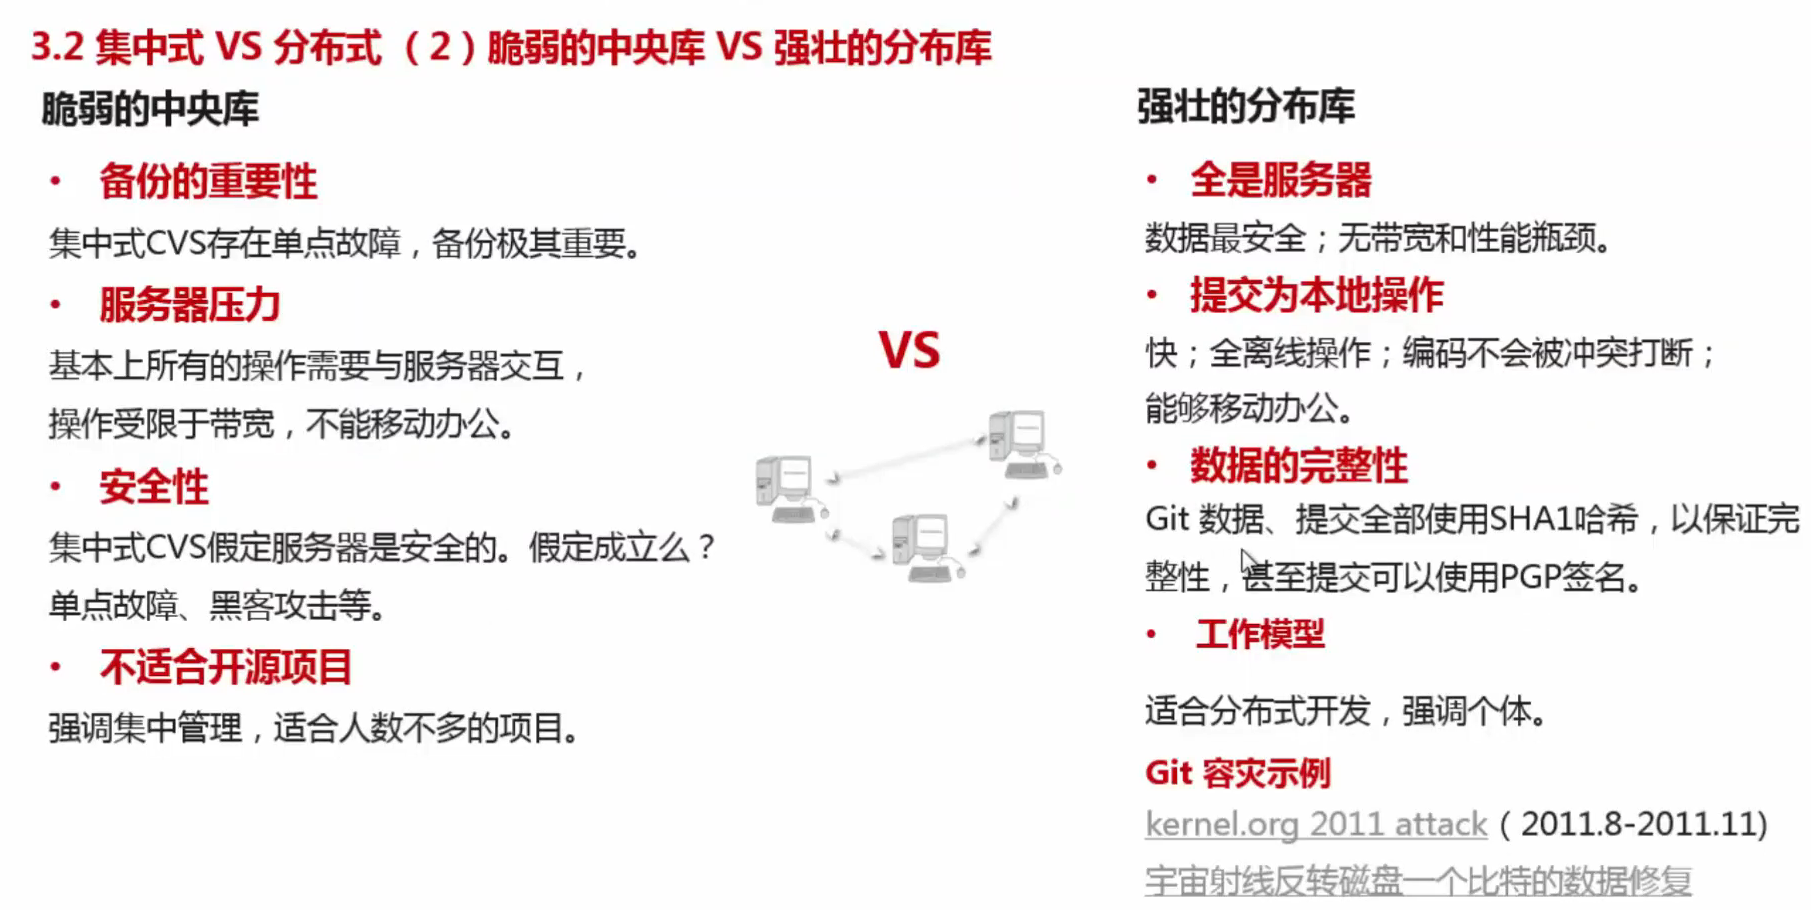 3.2 集中式 VS 分布式 （2）脆弱的中央库 VS 强壮的分布库
脆弱的中央库
• 备份的重要性
集中式CVS存在单点故障，备份极其重要。
• 服务器压力
基本上所有的操作需要与服务器交互，
操作受限于带宽，不能移动办公。
• 安全性
集中式CVS假定服务器是安全的。假定成立么？
单点故障、黑客攻击等。
• 不适合开源项目
强调集中管理，适合人数不多的项目。
VS
强壮的分布库
• 全是服务器
数据最安全；无带宽和性能瓶颈。
• 提交为本地操作
快；全离线操作；编码不会被冲突打断；
能够移动办公。
• 数据的完整性
Git 数据、提交全部使用SHA1哈希，以保证完
整性，甚至提交可以使用PGP签名。
• 工作模型
适合分布式开发，强调个体。
Git 容灾示例
kernel.org 2011 attack（ 2011.8-2011.11)
宇宙射线反转磁盘一个比特的数据修复